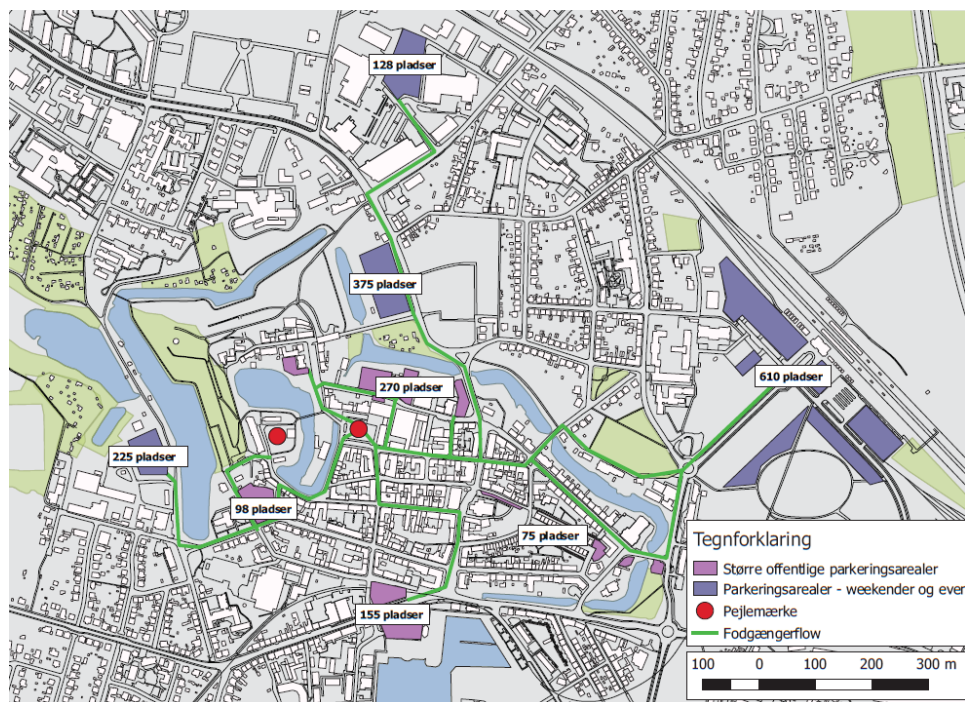 128 pladser
375 pladser
270 pladser
610 pladser
225 pladser
98 pladser
75 pladser
155 pladser
Tegnforklaring
Større offentlige parkeringsarealer
Parkeringsarealer - weekender og ever
Pejlemærke
Fodgængerflow
100 0 100 200 300 m